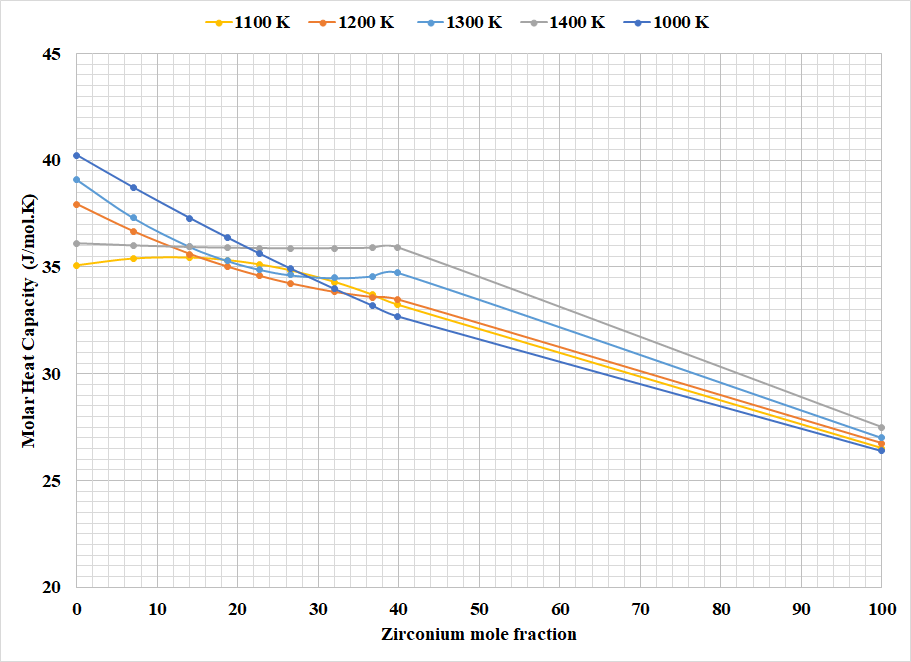 1100 K 1200 K 1300 K 1400 K 1000 K
45
40
35
30
25
20
Molar Heat Capacity (J/mol.K)
0 10 20 30 40 50 60 70 80 90 100
Zirconium mole fraction